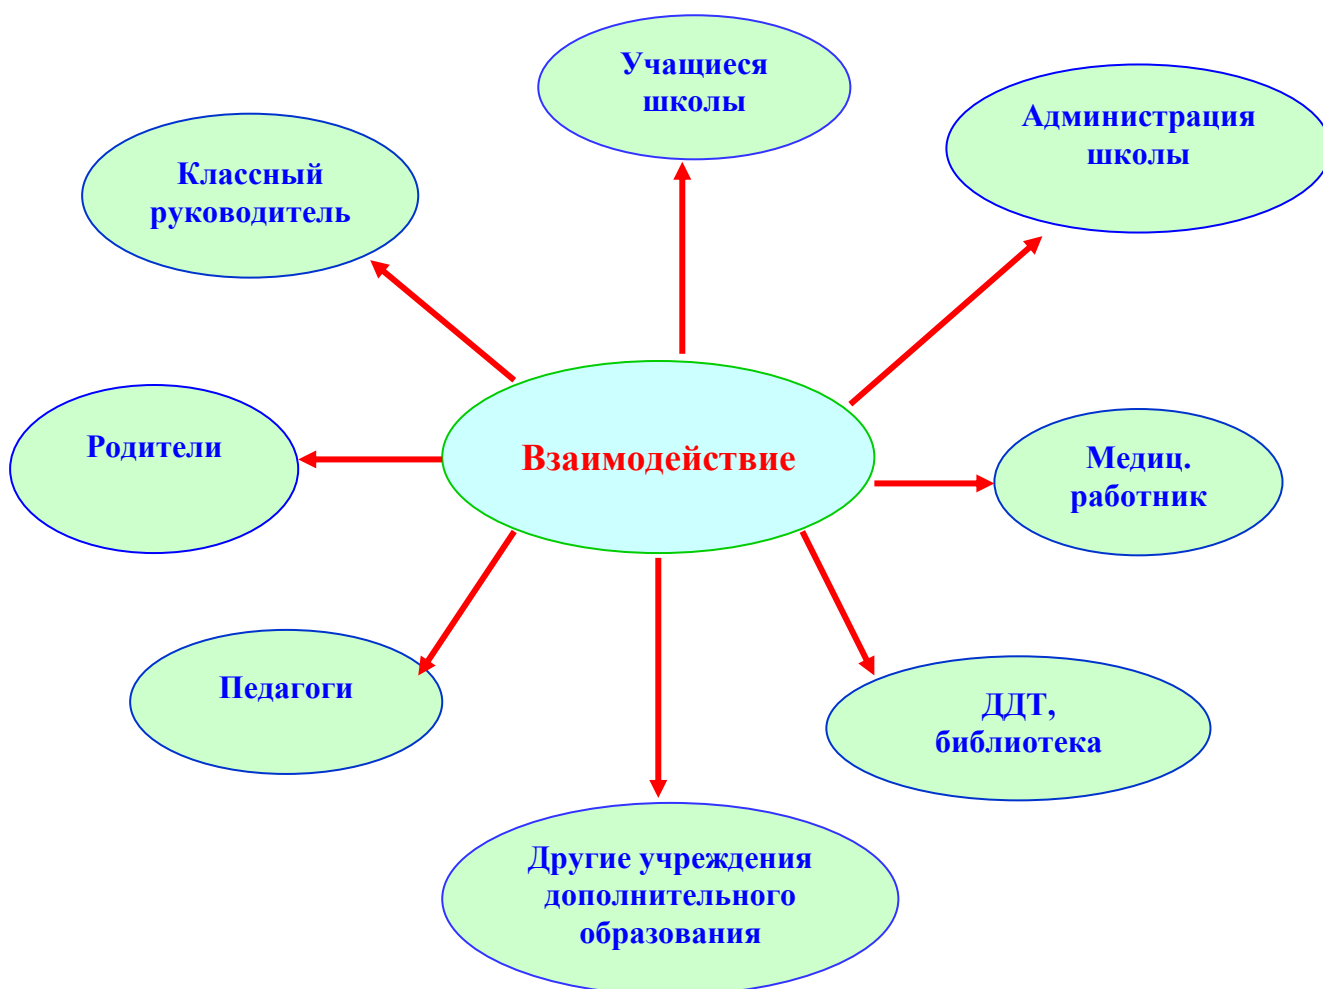 Учащиеся
школы
Администрация
школы
Классный
руководитель
Родители
Взаимодействие
Медиц.
работник
Педагоги
ДДТ,
библиотека
Другие учреждения
дополнительного
образования